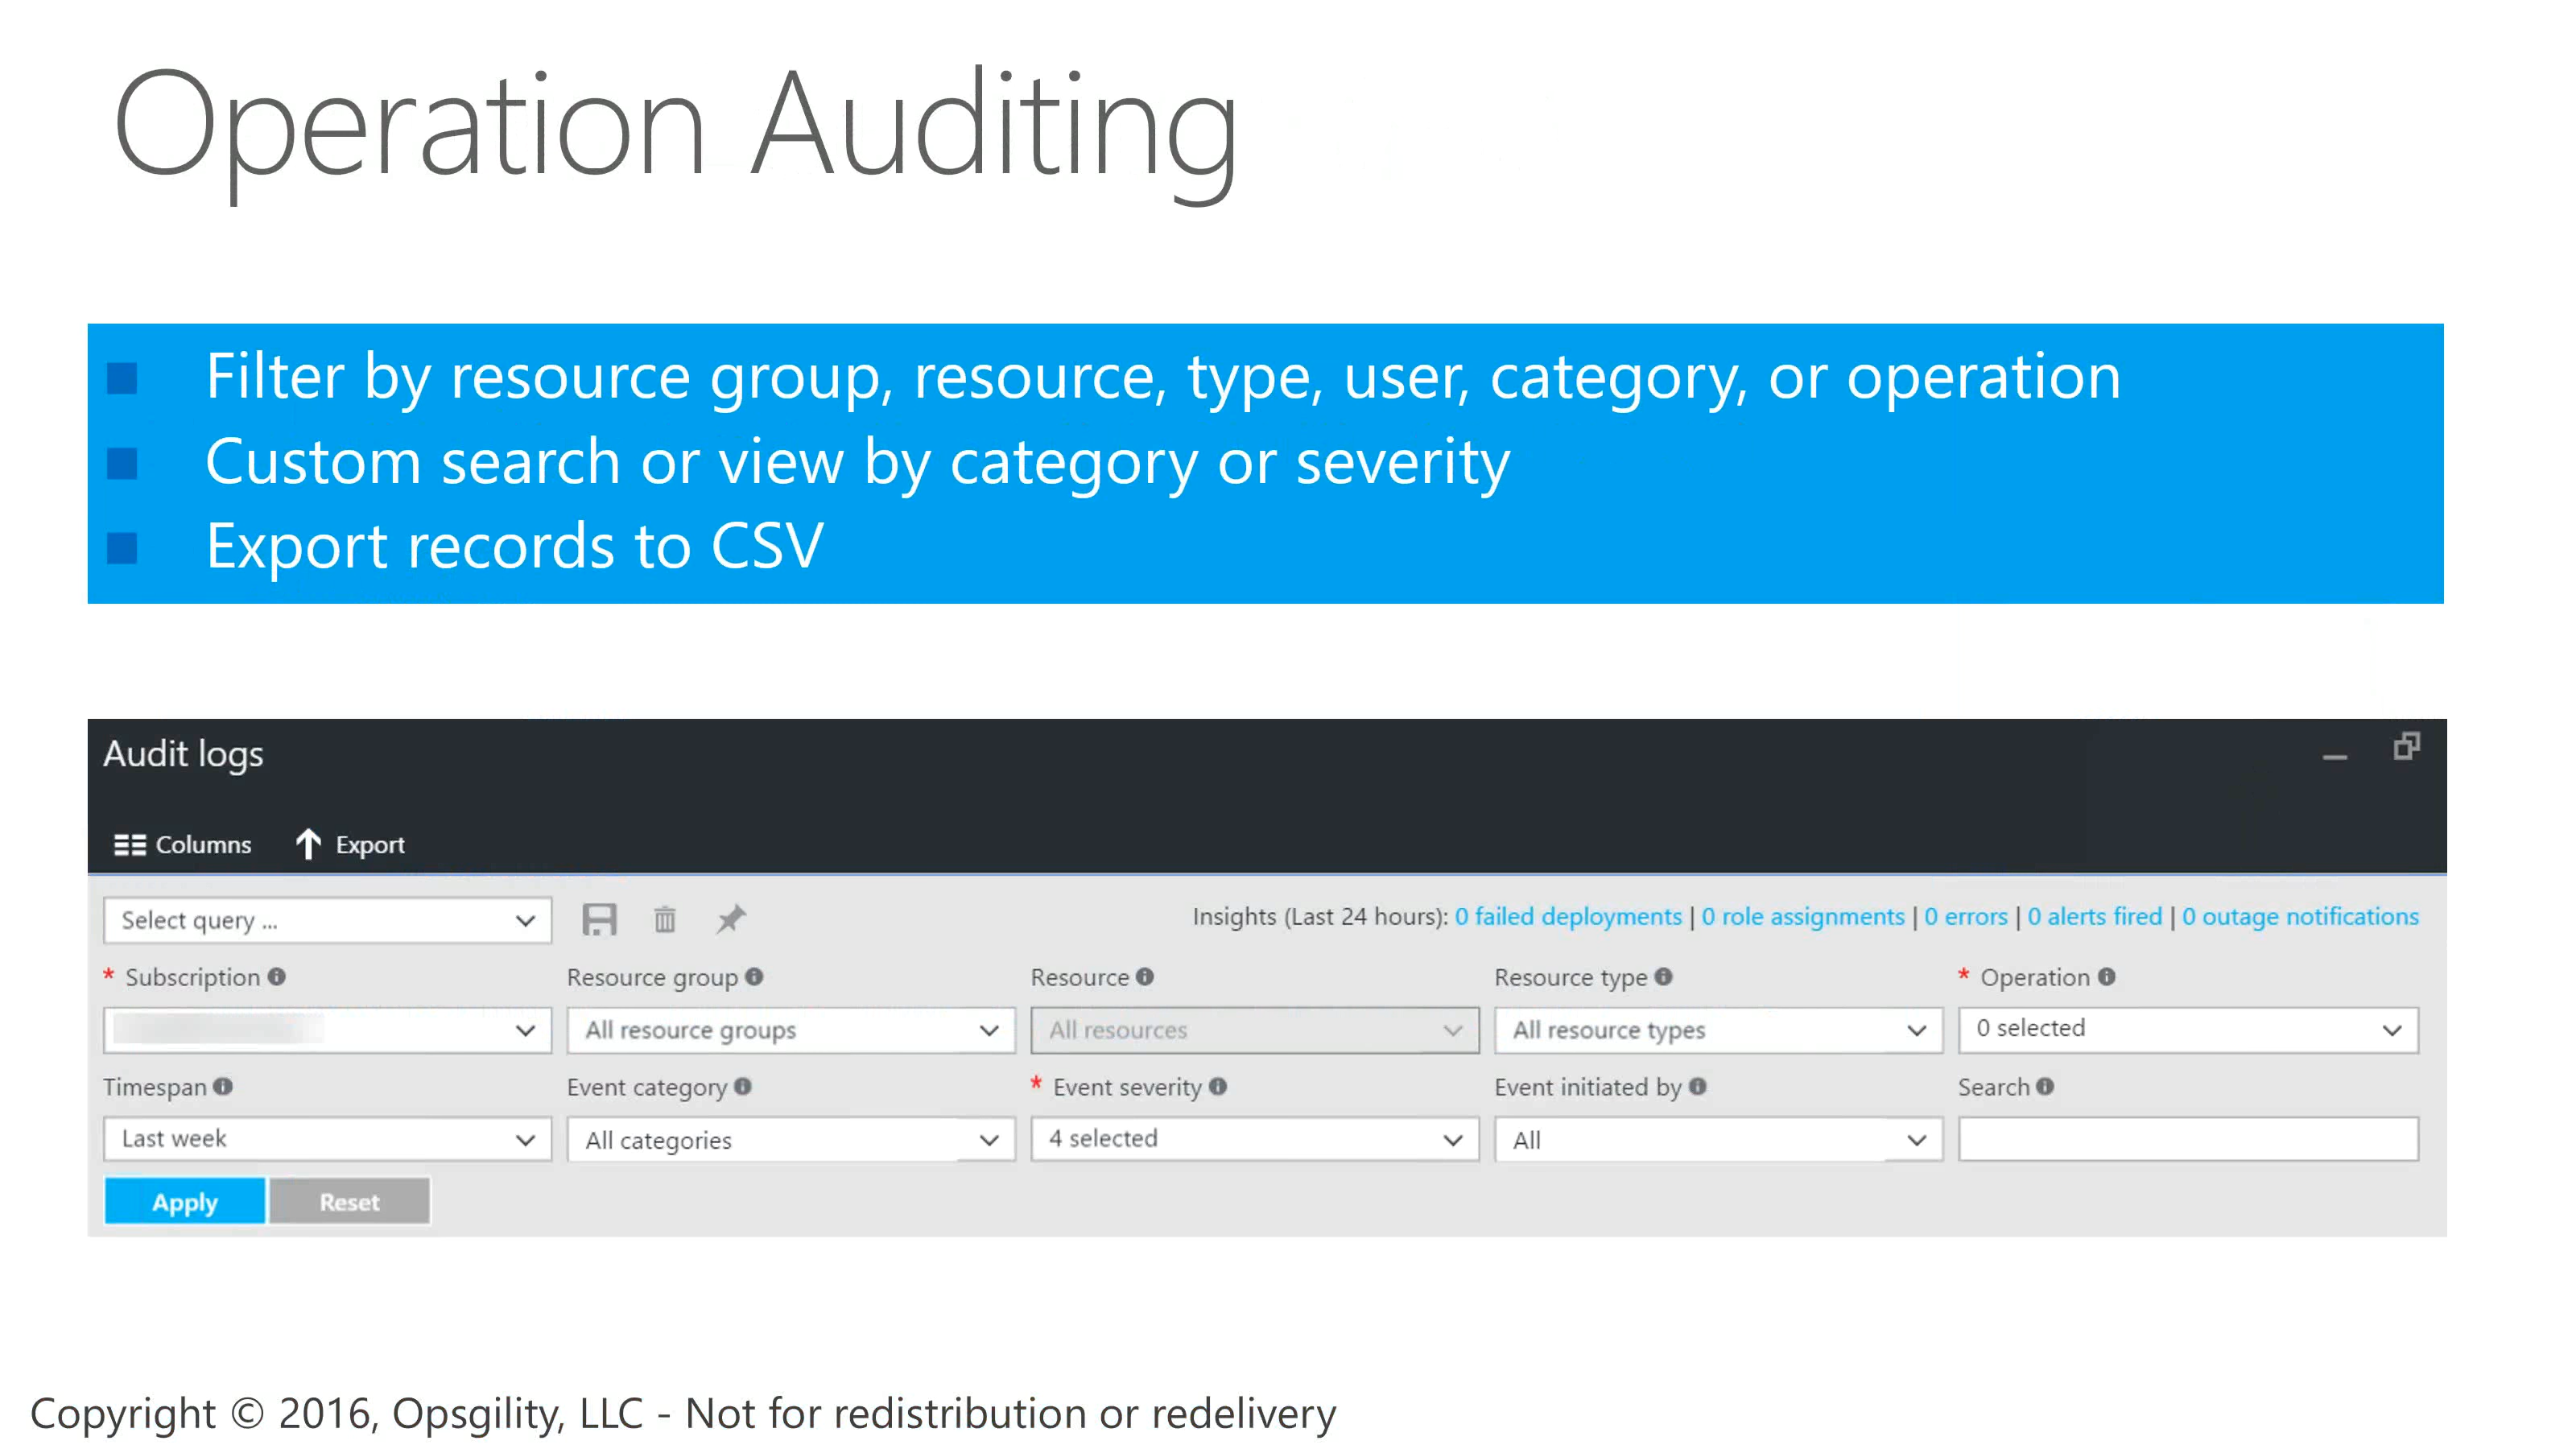 Operation Auditing
Filter by resource group, resource, type, user, category, or operation
Custom search or view by category or severity
Export records to CSV
Audit logs
Columns Export
Select query ... Insights (Last 24 hours): 0 failed deployments | 0 role assignments | 0 errors | 0 alerts fired | 0 outage notifications
* Subscription Resource group Resource Resource type * Operation
All resource groups All resources All resource types 0 selected
Timespan Event category * Event severity Event initiated by Search
Last week All categories 4 selected All
Apply Reset
Copyright © 2016, Opsgility, LLC - Not for redistribution or redelivery